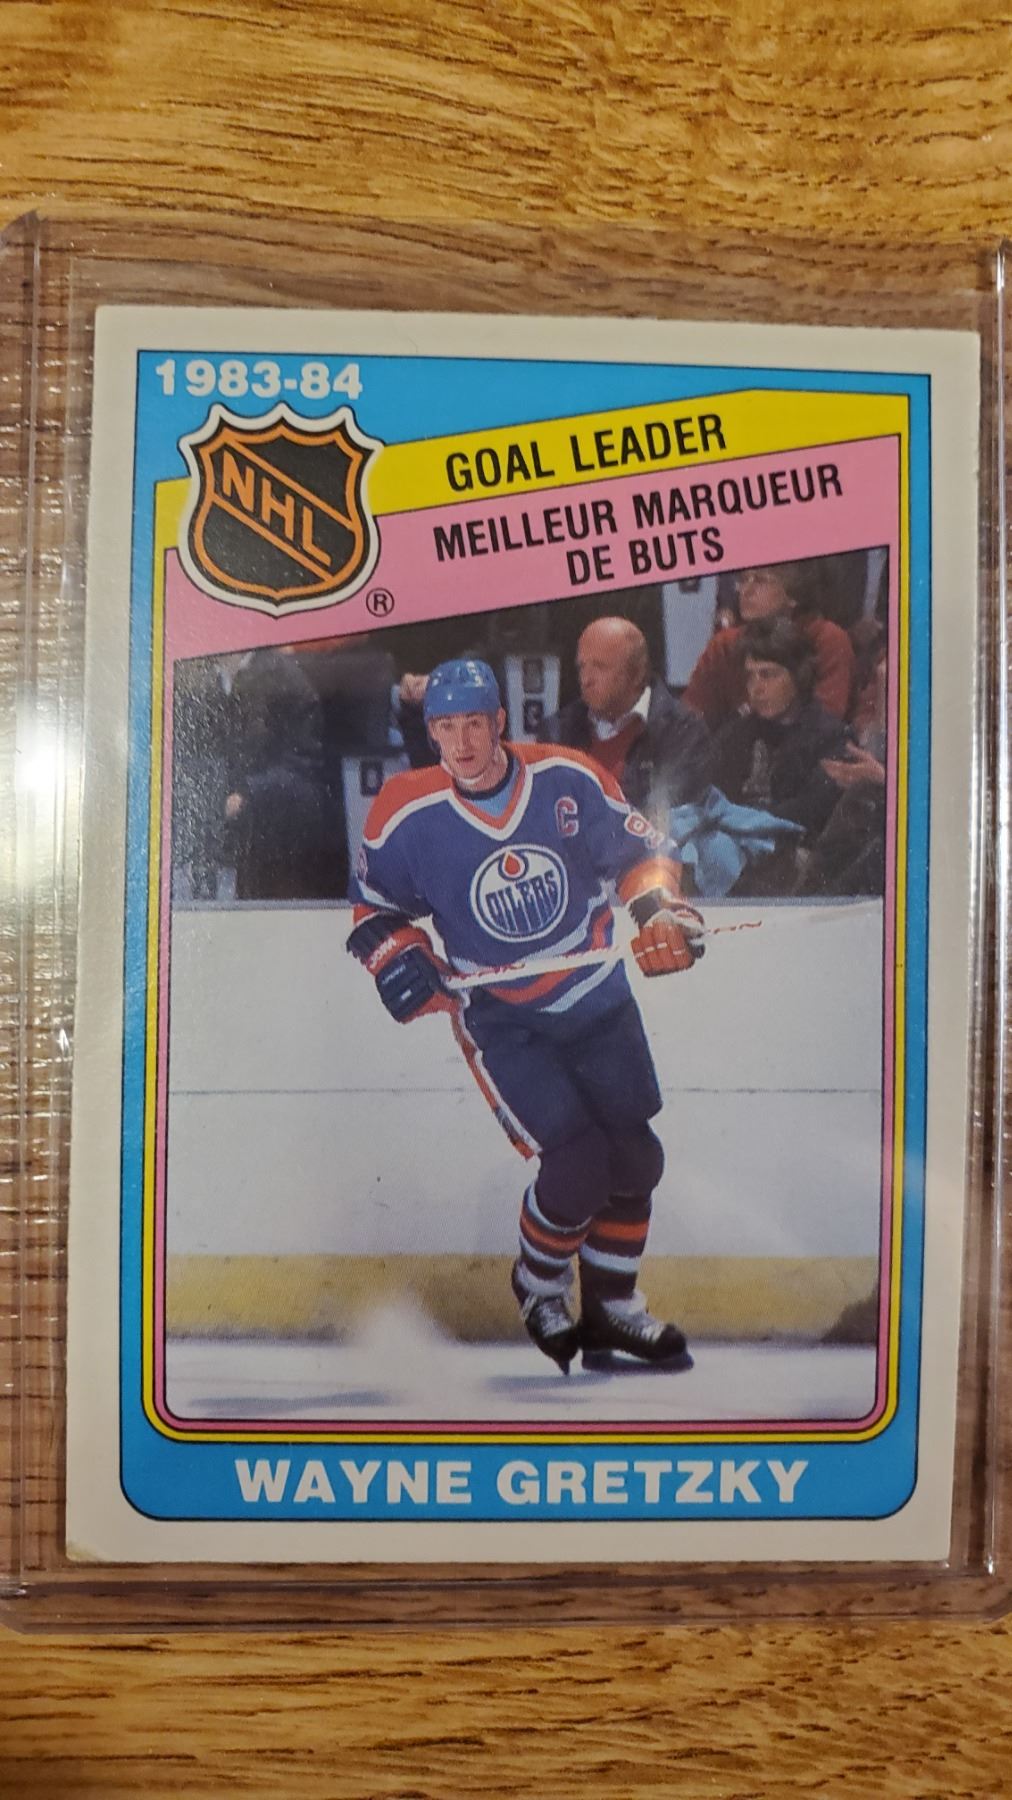 1983-84
NHL
®
GOAL LEADER
MEILLEUR MARQUEUR
DE BUTS
C
OILERS
WAYNE GRETZKY